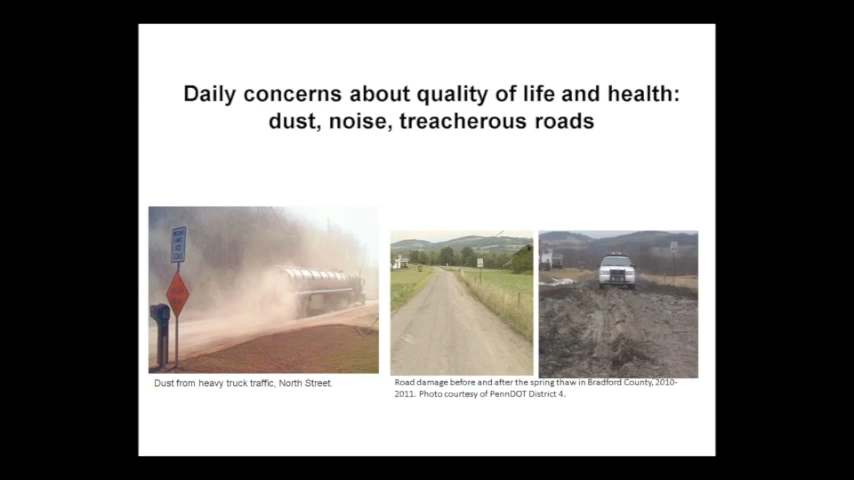 Daily concerns about quality of life and health:
dust, noise, treacherous roads
Dust from heavy truck traffic, North Street.
Road damage before and after the spring thaw in Bradford County, 2010-
2011. Photo courtesy of PennDOT District 4.